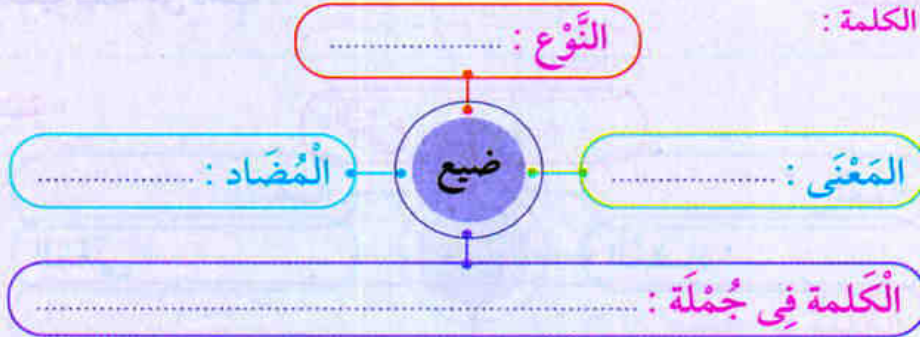 الكلمة :
النَّوْع : ....................
المَعْنَى : ...................
ضيع
الْمُضَاد : ..................
الْكَلمة فِى جُمْلَة : ......................................................................